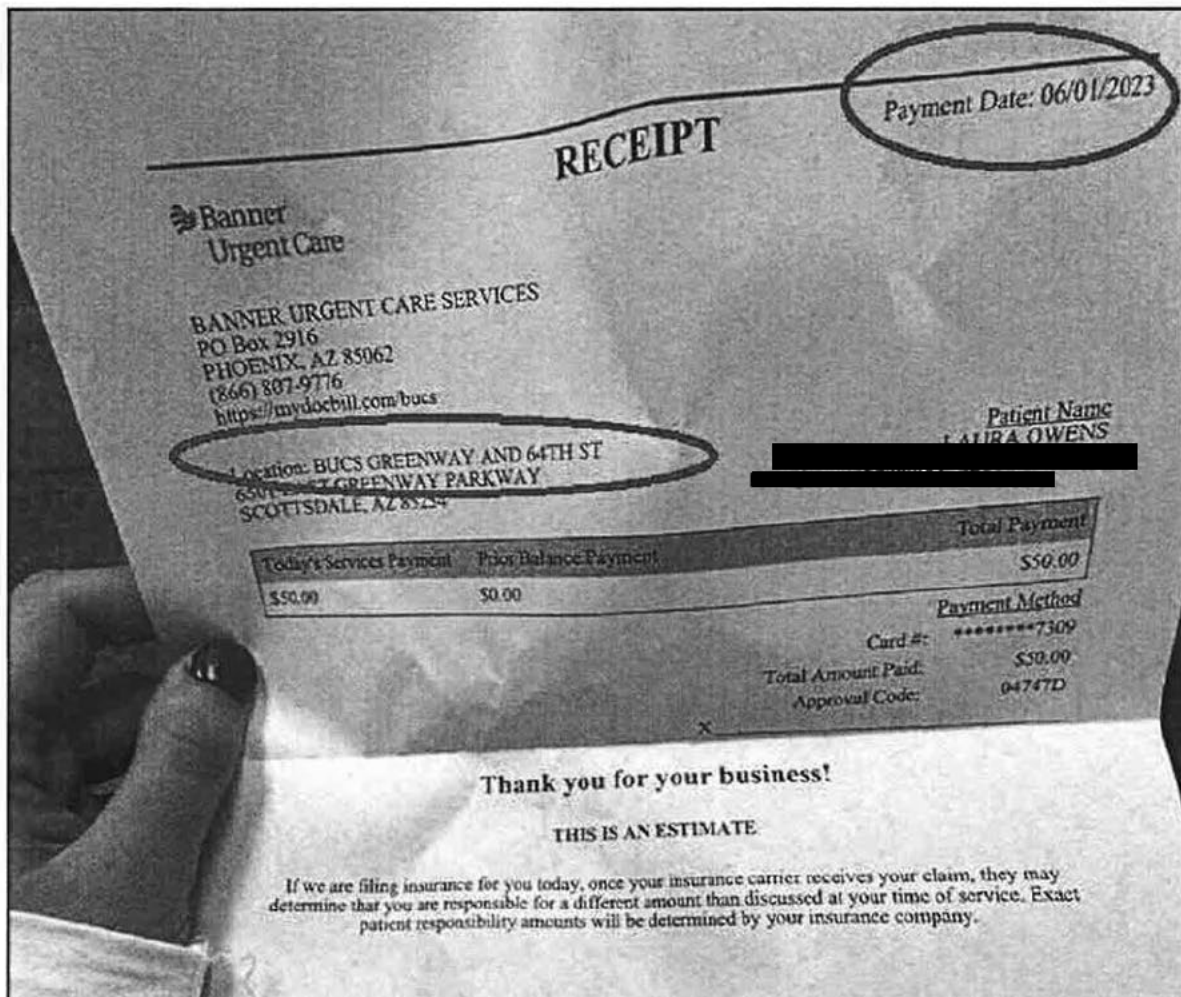 Payment Date: 06/01/2023
RECEIPT
Banner
Urgent Care
BANNER URGENT CARE SERVICES
PO Box 2916
PHOENIX, AZ 85062
(866) 807-9776
https://mydocbill.com/bucs
Patient Name
LAURA OWENS
Location: BUCS GREENWAY AND 64TH ST
6501 EAST GREENWAY PARKWAY
SCOTTSDALE, AZ 85254
Today's Services Payment Prior Balance Payment Total Payment
$50.00 $0.00 $50.00
Payment Method
Card #: ********7309
Total Amount Paid: $50.00
Approval Code: 04747D
X
Thank you for your business!
THIS IS AN ESTIMATE
If we are filing insurance for you today, once your insurance carrier receives your claim, they may
determine that you are responsible for a different amount than discussed at your time of service. Exact
patient responsibility amounts will be determined by your insurance company.